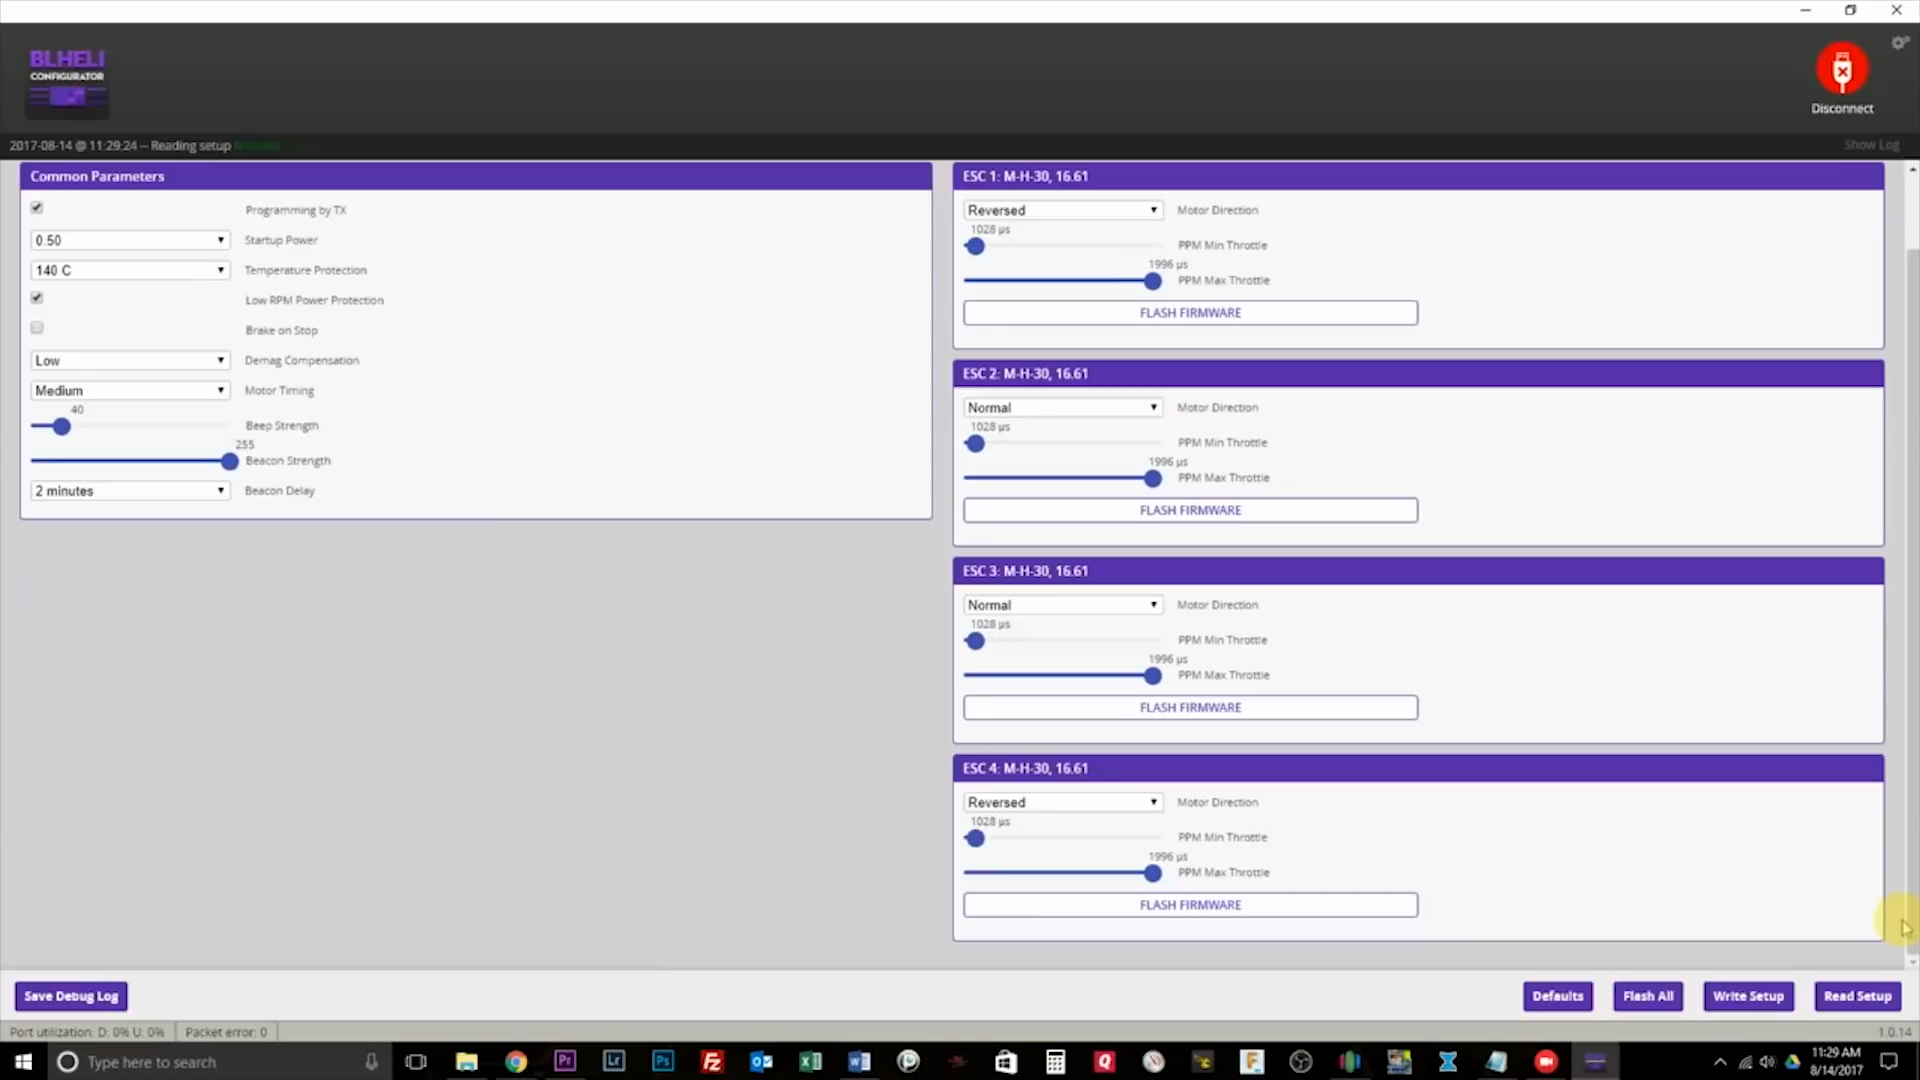 BLHELI
CONFIGURATOR
Disconnect
2017-08-14 @ 11:29:24 -- Reading setup
Show Log
Common Parameters
Programming by TX
0.50 Startup Power
140 C Temperature Protection
Low RPM Power Protection
Brake on Stop
Low Demag Compensation
Medium Motor Timing
40
Beep Strength
255
Beacon Strength
2 minutes Beacon Delay
ESC 1: M-H-30, 16.61
Reversed Motor Direction
1028 µs
PPM Min Throttle
1996 µs
PPM Max Throttle
FLASH FIRMWARE
ESC 2: M-H-30, 16.61
Normal Motor Direction
1028 µs
PPM Min Throttle
1996 µs
PPM Max Throttle
FLASH FIRMWARE
ESC 3: M-H-30, 16.61
Normal Motor Direction
1028 µs
PPM Min Throttle
1996 µs
PPM Max Throttle
FLASH FIRMWARE
ESC 4: M-H-30, 16.61
Reversed Motor Direction
1028 µs
PPM Min Throttle
1996 µs
PPM Max Throttle
FLASH FIRMWARE
Save Debug Log Defaults Flash All Write Setup Read Setup
Port utilization: D: 0% U: 0% Packet error: 0 1.0.14
Type here to search
Pr Lr Ps Fz
11:29 AM
8/14/2017